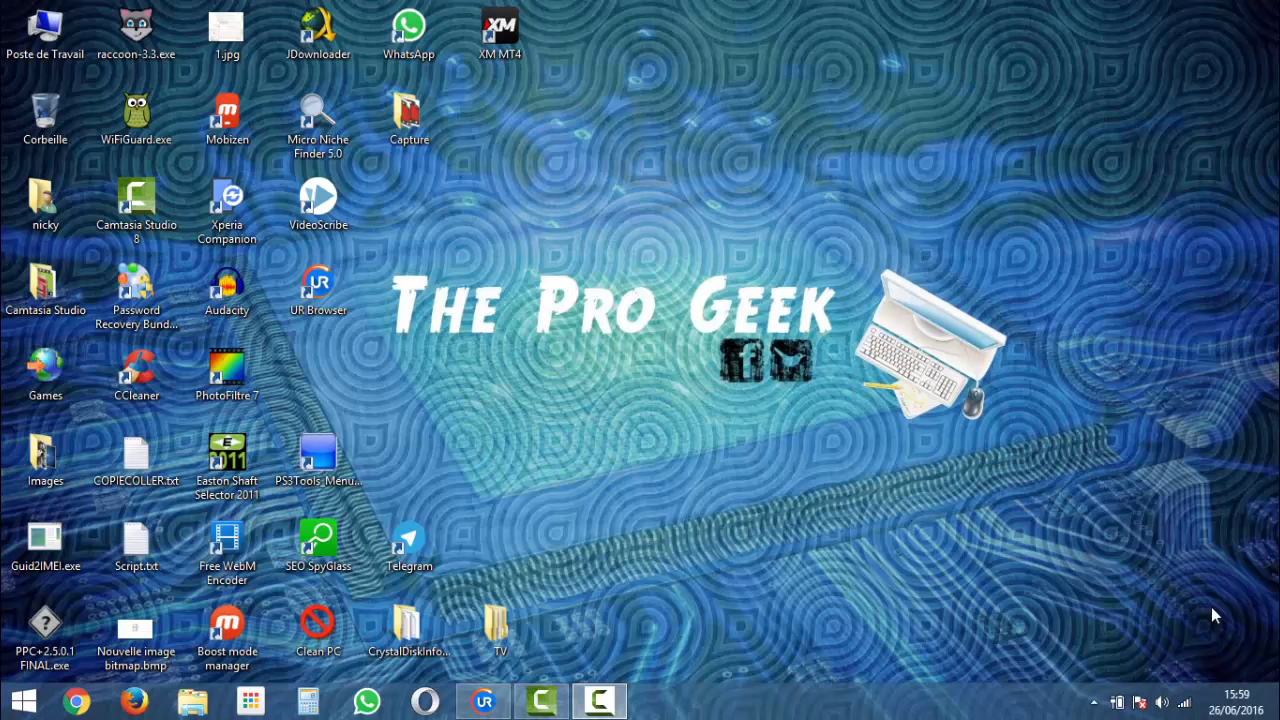 Poste de Travail
raccoon-3.3.exe
1.jpg
JDownloader
WhatsApp
XM
XM MT4
Corbeille
WiFiGuard.exe
m
Mobizen
Micro Niche
Finder 5.0
Capture
nicky
C
Camtasia Studio
8
Xperia
Companion
VideoScribe
Camtasia Studio
Password
Recovery Bund...
Audacity
UR
UR Browser
THE PRO GEEK
f
Games
CCleaner
PhotoFiltre 7
Images
COPIECOLLER.txt
E
2011
Easton Shaft
Selector 2011
PS3Tools_Menu...
Guid2IMEI.exe
Script.txt
Free WebM
Encoder
SEO SpyGlass
Telegram
?
PPC+2.5.0.1
FINAL.exe
Nouvelle image
bitmap.bmp
m
Boost mode
manager
Clean PC
CrystalDiskInfo...
TV
UR
C
C
15:59
26/06/2016